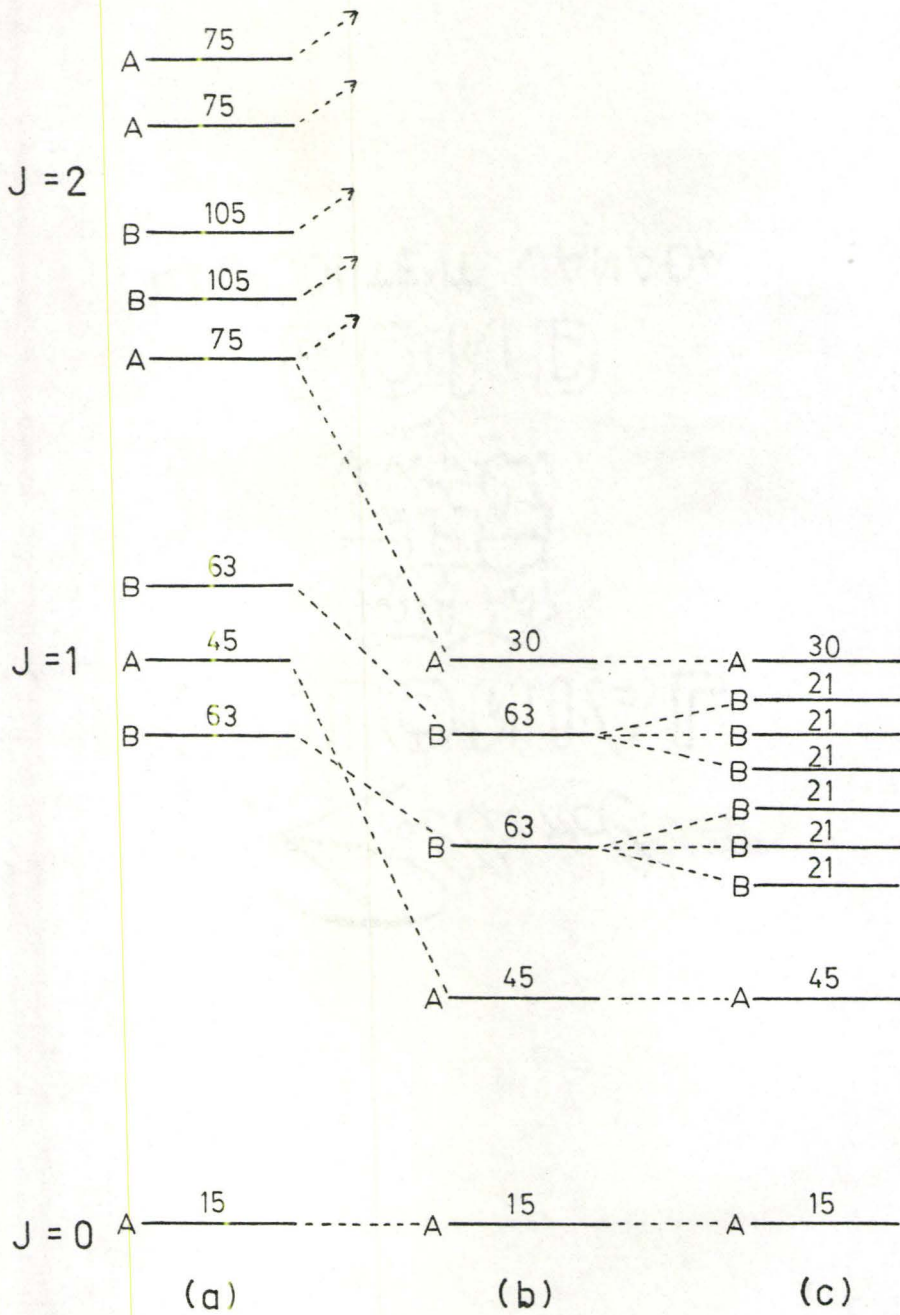 A 75
A 75
J = 2
B 105
B 105
A 75
B 63
J = 1 A 45 A 30 A 30
B 21
B 63 B 63 B 21
B 21
B 21
B 63 B 21
B 21
A 45 A 45
J = 0 A 15 A 15 A 15
(a) (b) (c)